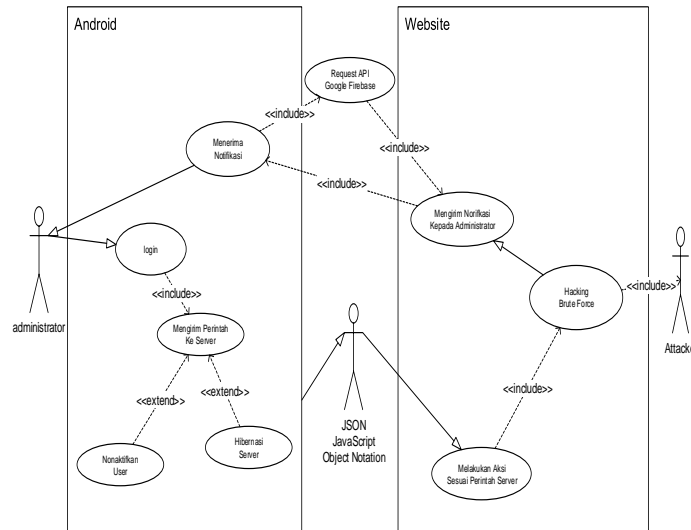 Android
Website
Request API
Google Firebase
<<include>>
<<include>>
Menerima
Notifikasi
<<include>>
Mengirim Norifkasi
Kepada Administrator
login
administrator
<<include>>
Hacking
Brute Force
<<include>>
Attacke
Mengirim Perintah
Ke Server
<<extend>>
<<extend>>
<<include>>
JSON
JavaScript
Object Notation
Nonaktifkan
User
Hibernasi
Server
Melakukan Aksi
Sesuai Perintah Server